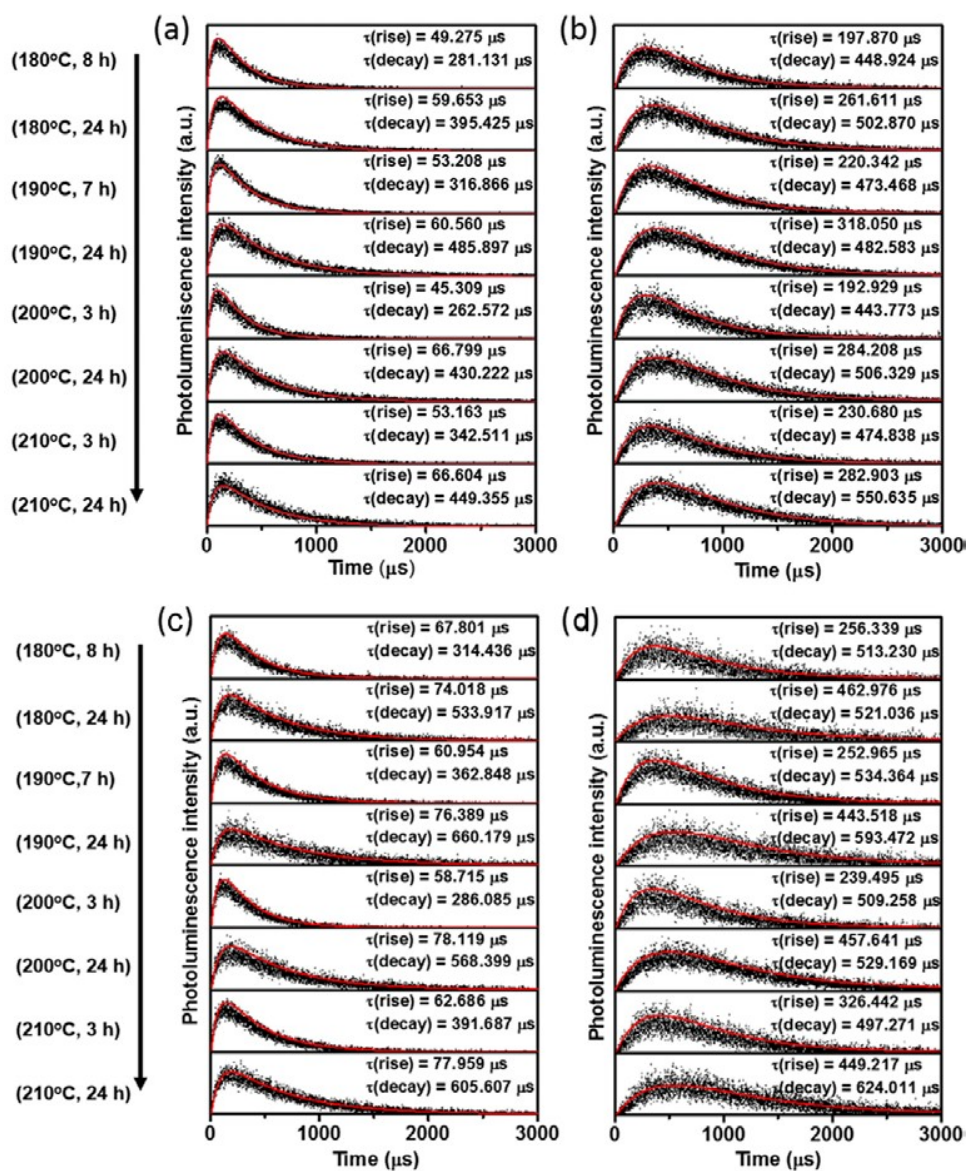 (a)
(b)
(180ºC, 8 h)
(180ºC, 24 h)
(190ºC, 7 h)
(190ºC, 24 h)
(200ºC, 3 h)
(200ºC, 24 h)
(210ºC, 3 h)
(210ºC, 24 h)
Photolumeniscence intensity (a.u.)
τ(rise) = 49.275 μs
τ(decay) = 281.131 μs
τ(rise) = 59.653 μs
τ(decay) = 395.425 μs
τ(rise) = 53.208 μs
τ(decay) = 316.866 μs
τ(rise) = 60.560 μs
τ(decay) = 485.897 μs
τ(rise) = 45.309 μs
τ(decay) = 262.572 μs
τ(rise) = 66.799 μs
τ(decay) = 430.222 μs
τ(rise) = 53.163 μs
τ(decay) = 342.511 μs
τ(rise) = 66.604 μs
τ(decay) = 449.355 μs
0 1000 2000 3000
Time (μs)
Photoluminescence intensity (a.u.)
τ(rise) = 197.870 μs
τ(decay) = 448.924 μs
τ(rise) = 261.611 μs
τ(decay) = 502.870 μs
τ(rise) = 220.342 μs
τ(decay) = 473.468 μs
τ(rise) = 318.050 μs
τ(decay) = 482.583 μs
τ(rise) = 192.929 μs
τ(decay) = 443.773 μs
τ(rise) = 284.208 μs
τ(decay) = 506.329 μs
τ(rise) = 230.680 μs
τ(decay) = 474.838 μs
τ(rise) = 282.903 μs
τ(decay) = 550.635 μs
0 1000 2000 3000
Time (μs)
(c)
(d)
(180ºC, 8 h)
(180ºC, 24 h)
(190ºC,7 h)
(190ºC, 24 h)
(200ºC, 3 h)
(200ºC, 24 h)
(210ºC, 3 h)
(210ºC, 24 h)
Photoluminescence intensity (a.u.)
τ(rise) = 67.801 μs
τ(decay) = 314.436 μs
τ(rise) = 74.018 μs
τ(decay) = 533.917 μs
τ(rise) = 60.954 μs
τ(decay) = 362.848 μs
τ(rise) = 76.389 μs
τ(decay) = 660.179 μs
τ(rise) = 58.715 μs
τ(decay) = 286.085 μs
τ(rise) = 78.119 μs
τ(decay) = 568.399 μs
τ(rise) = 62.686 μs
τ(decay) = 391.687 μs
τ(rise) = 77.959 μs
τ(decay) = 605.607 μs
0 1000 2000 3000
Time (μs)
Photoluminescence intensity (a.u.)
τ(rise) = 256.339 μs
τ(decay) = 513.230 μs
τ(rise) = 462.976 μs
τ(decay) = 521.036 μs
τ(rise) = 252.965 μs
τ(decay) = 534.364 μs
τ(rise) = 443.518 μs
τ(decay) = 593.472 μs
τ(rise) = 239.495 μs
τ(decay) = 509.258 μs
τ(rise) = 457.641 μs
τ(decay) = 529.169 μs
τ(rise) = 326.442 μs
τ(decay) = 497.271 μs
τ(rise) = 449.217 μs
τ(decay) = 624.011 μs
0 1000 2000 3000
Time (μs)